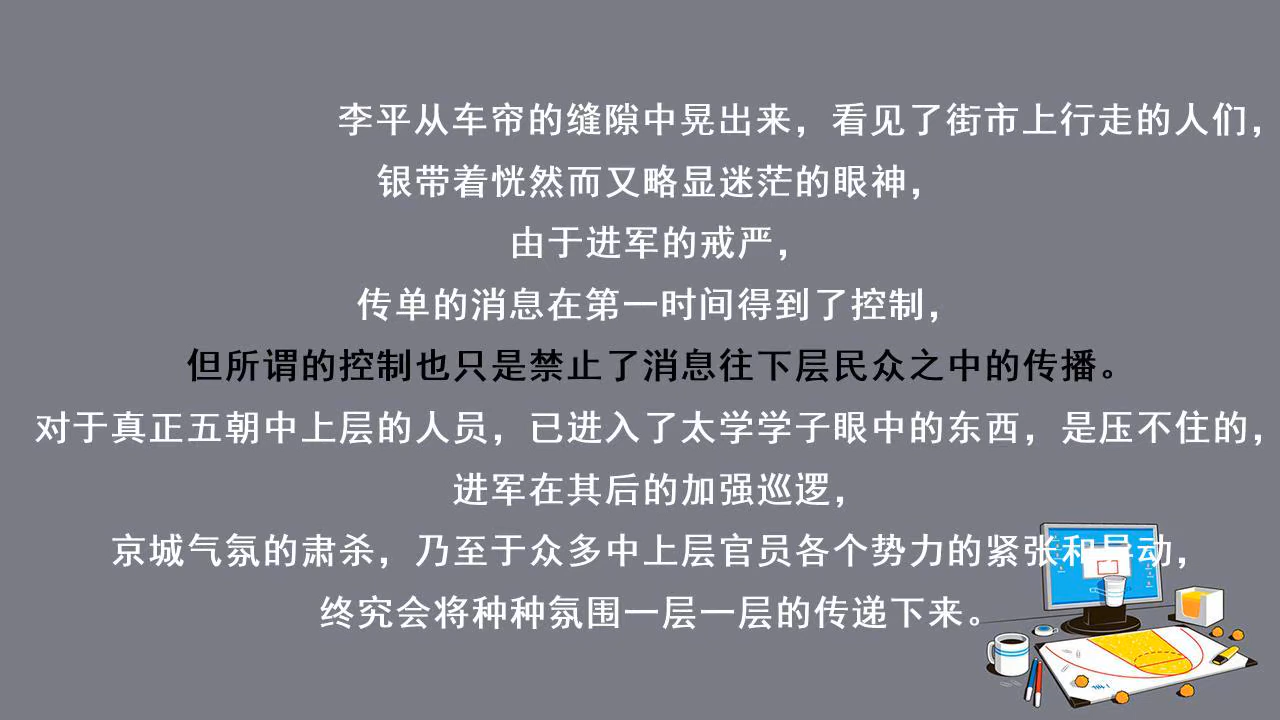 李平从车帘的缝隙中晃出来，看见了街市上行走的人们，
银带着恍然而又略显迷茫的眼神，
由于进军的戒严，
传单的消息在第一时间得到了控制，
但所谓的控制也只是禁止了消息往下层民众之中的传播。
对于真正五朝中上层的人员，已进入了太学学子眼中的东西，是压不住的，
进军在其后的加强巡逻，
京城气氛的肃杀，乃至于众多中上层官员各个势力的紧张和异动，
终究会将种种氛围一层一层的传递下来。